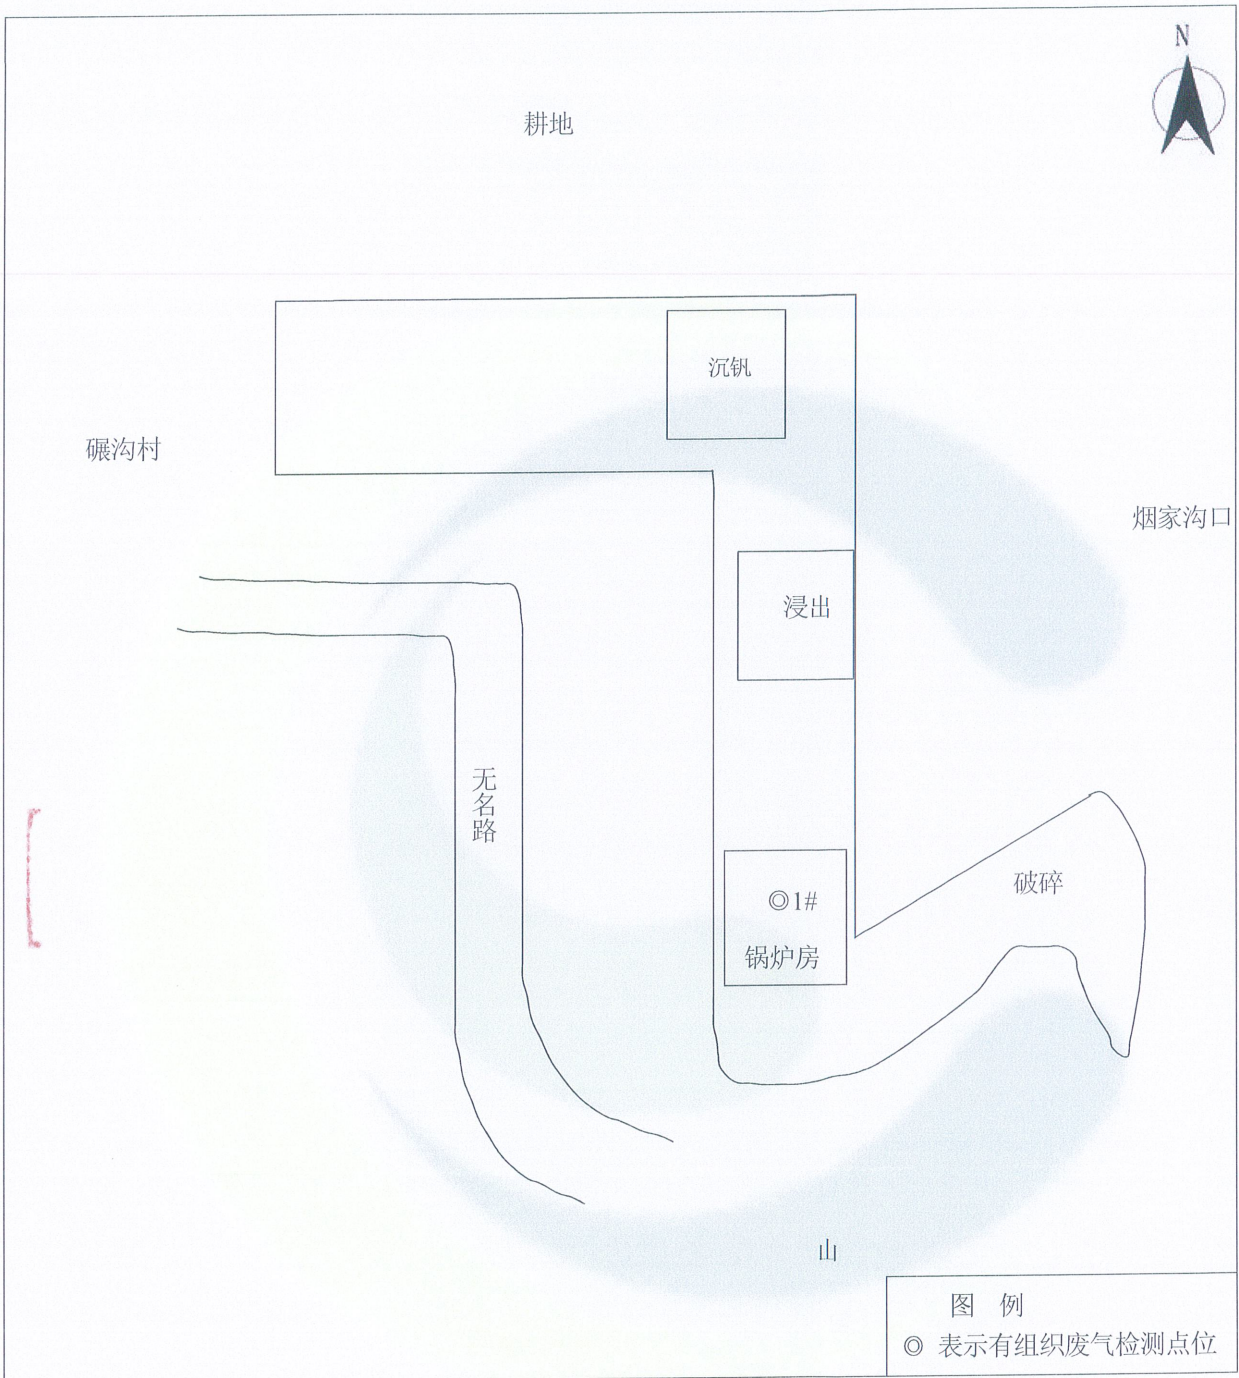 N
耕地
沉钒
碾沟村
烟家沟口
浸出
无名路
破碎
◎1#
锅炉房
山
图 例
◎ 表示有组织废气检测点位